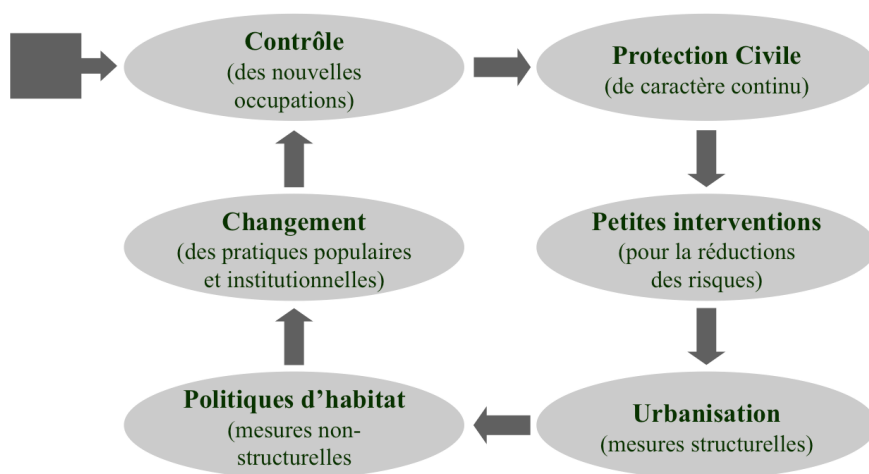 Contrôle
(des nouvelles
occupations)
Protection Civile
(de caractère continu)
Changement
(des pratiques populaires
et institutionnelles)
Petites interventions
(pour la réductions
des risques)
Politiques d’habitat
(mesures non-
structurelles
Urbanisation
(mesures structurelles)